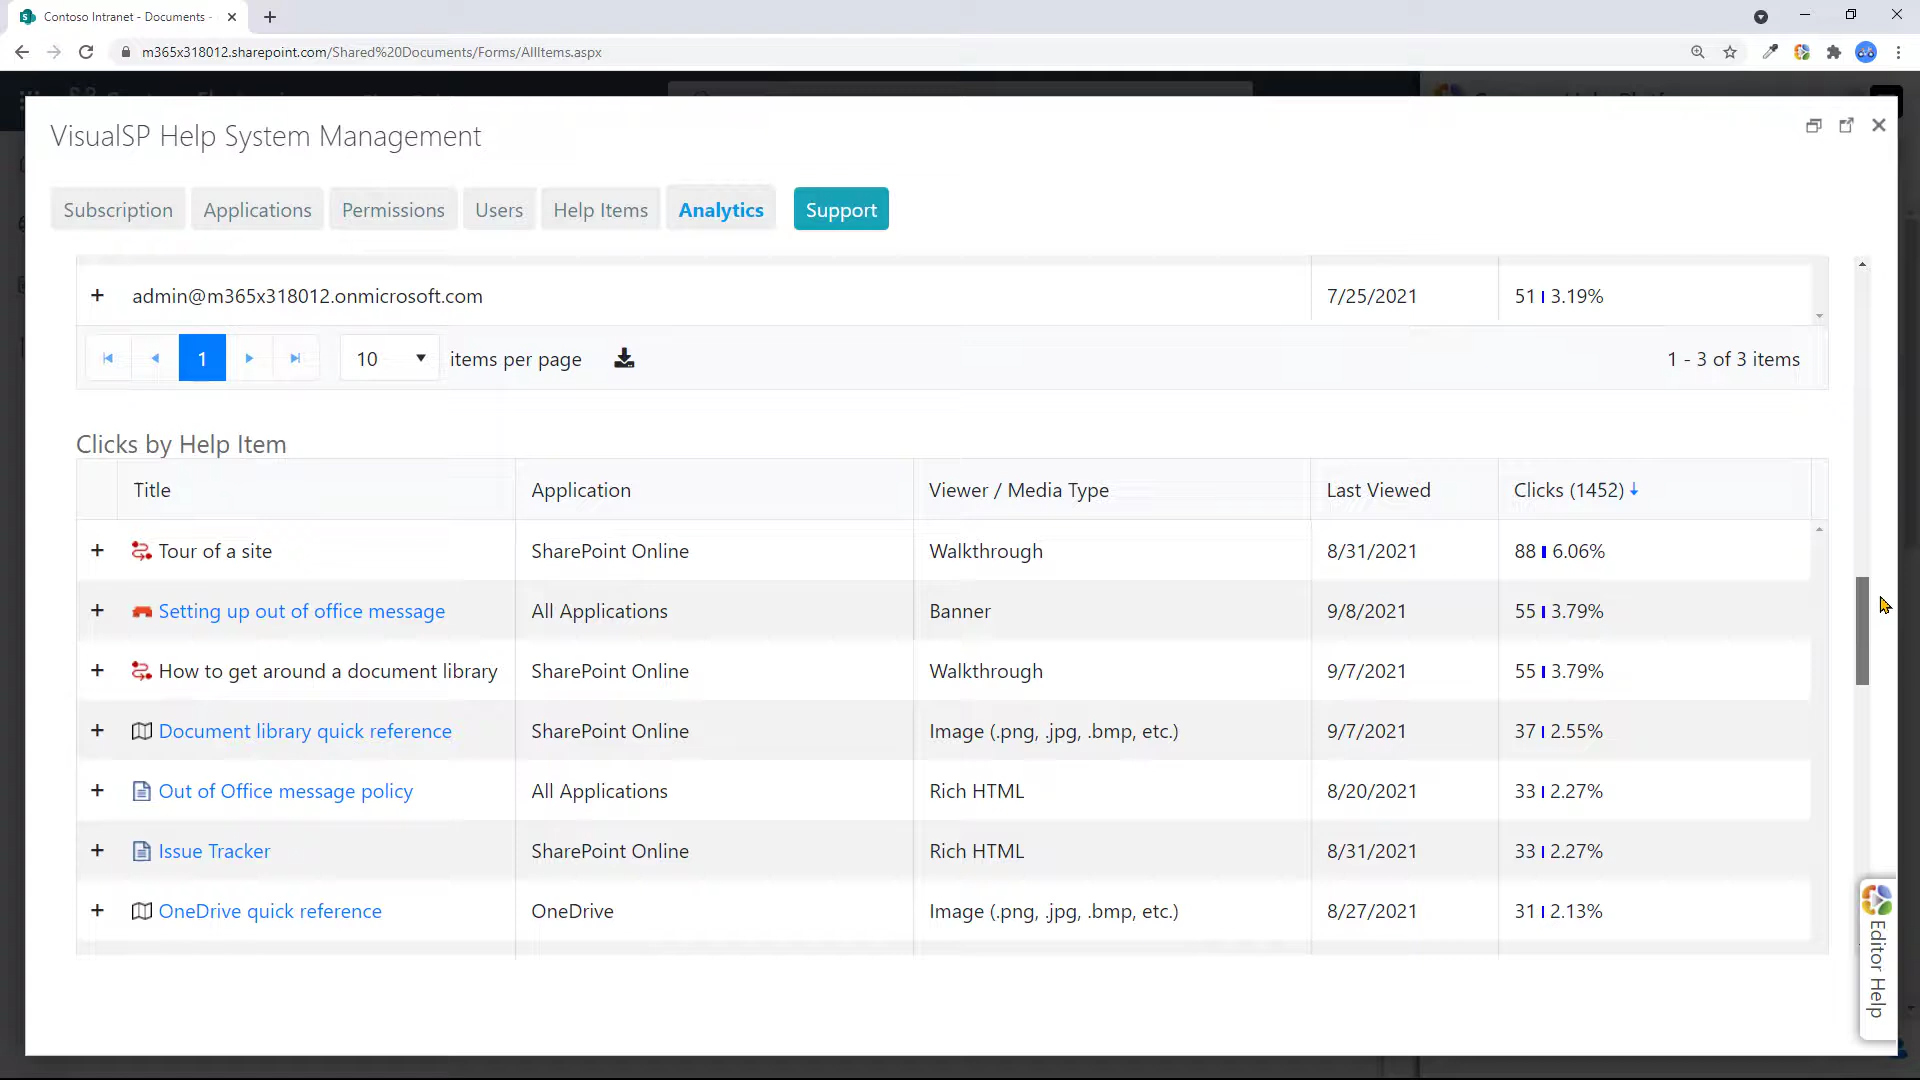 Contoso Intranet - Documents -
m365x318012.sharepoint.com/Shared%20Documents/Forms/AllItems.aspx
VisualSP Help System Management
Subscription Applications Permissions Users Help Items Analytics Support
+ admin@m365x318012.onmicrosoft.com 7/25/2021 51 3.19%
1 10 items per page 1 - 3 of 3 items
Clicks by Help Item
Title Application Viewer / Media Type Last Viewed Clicks (1452)
+ Tour of a site SharePoint Online Walkthrough 8/31/2021 88 6.06%
+ Setting up out of office message All Applications Banner 9/8/2021 55 3.79%
+ How to get around a document library SharePoint Online Walkthrough 9/7/2021 55 3.79%
+ Document library quick reference SharePoint Online Image (.png, .jpg, .bmp, etc.) 9/7/2021 37 2.55%
+ Out of Office message policy All Applications Rich HTML 8/20/2021 33 2.27%
+ Issue Tracker SharePoint Online Rich HTML 8/31/2021 33 2.27%
+ OneDrive quick reference OneDrive Image (.png, .jpg, .bmp, etc.) 8/27/2021 31 2.13%
Editor Help